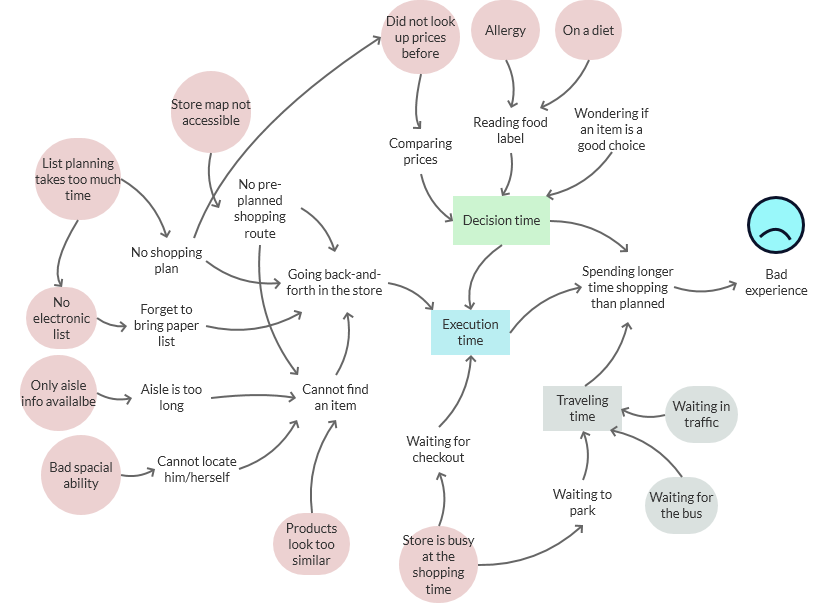 Did not look
up prices
before
Allergy
On a diet
Store map not
accessible
Reading food
label
Wondering if
an item is a
good choice
Comparing
prices
List planning
takes too much
time
No pre-
planned
shopping
route
Decision time
No shopping
plan
Going back-and-
forth in the store
Spending longer
time shopping
than planned
Bad
experience
No
electronic
list
Forget to
bring paper
list
Execution
time
Only aisle
info availalbe
Aisle is too
long
Cannot find
an item
Traveling
time
Waiting in
traffic
Waiting for
checkout
Bad spacial
ability
Cannot locate
him/herself
Waiting to
park
Waiting for
the bus
Products
look too
similar
Store is busy
at the
shopping
time